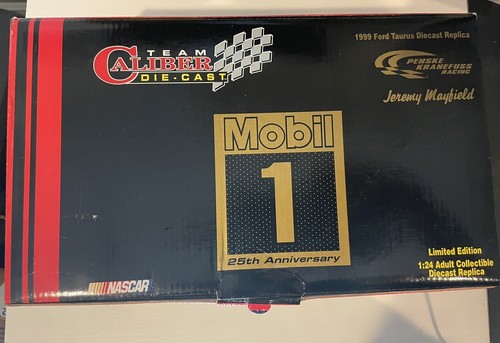 TEAM
CALIBER
DIE-CAST
1999 Ford Taurus Diecast Replica
PENSKE
KRANEFUSS
RACING
Jeremy Mayfield
Mobil
1
25th Anniversary
Limited Edition
1:24 Adult Collectible
Diecast Replica
NASCAR